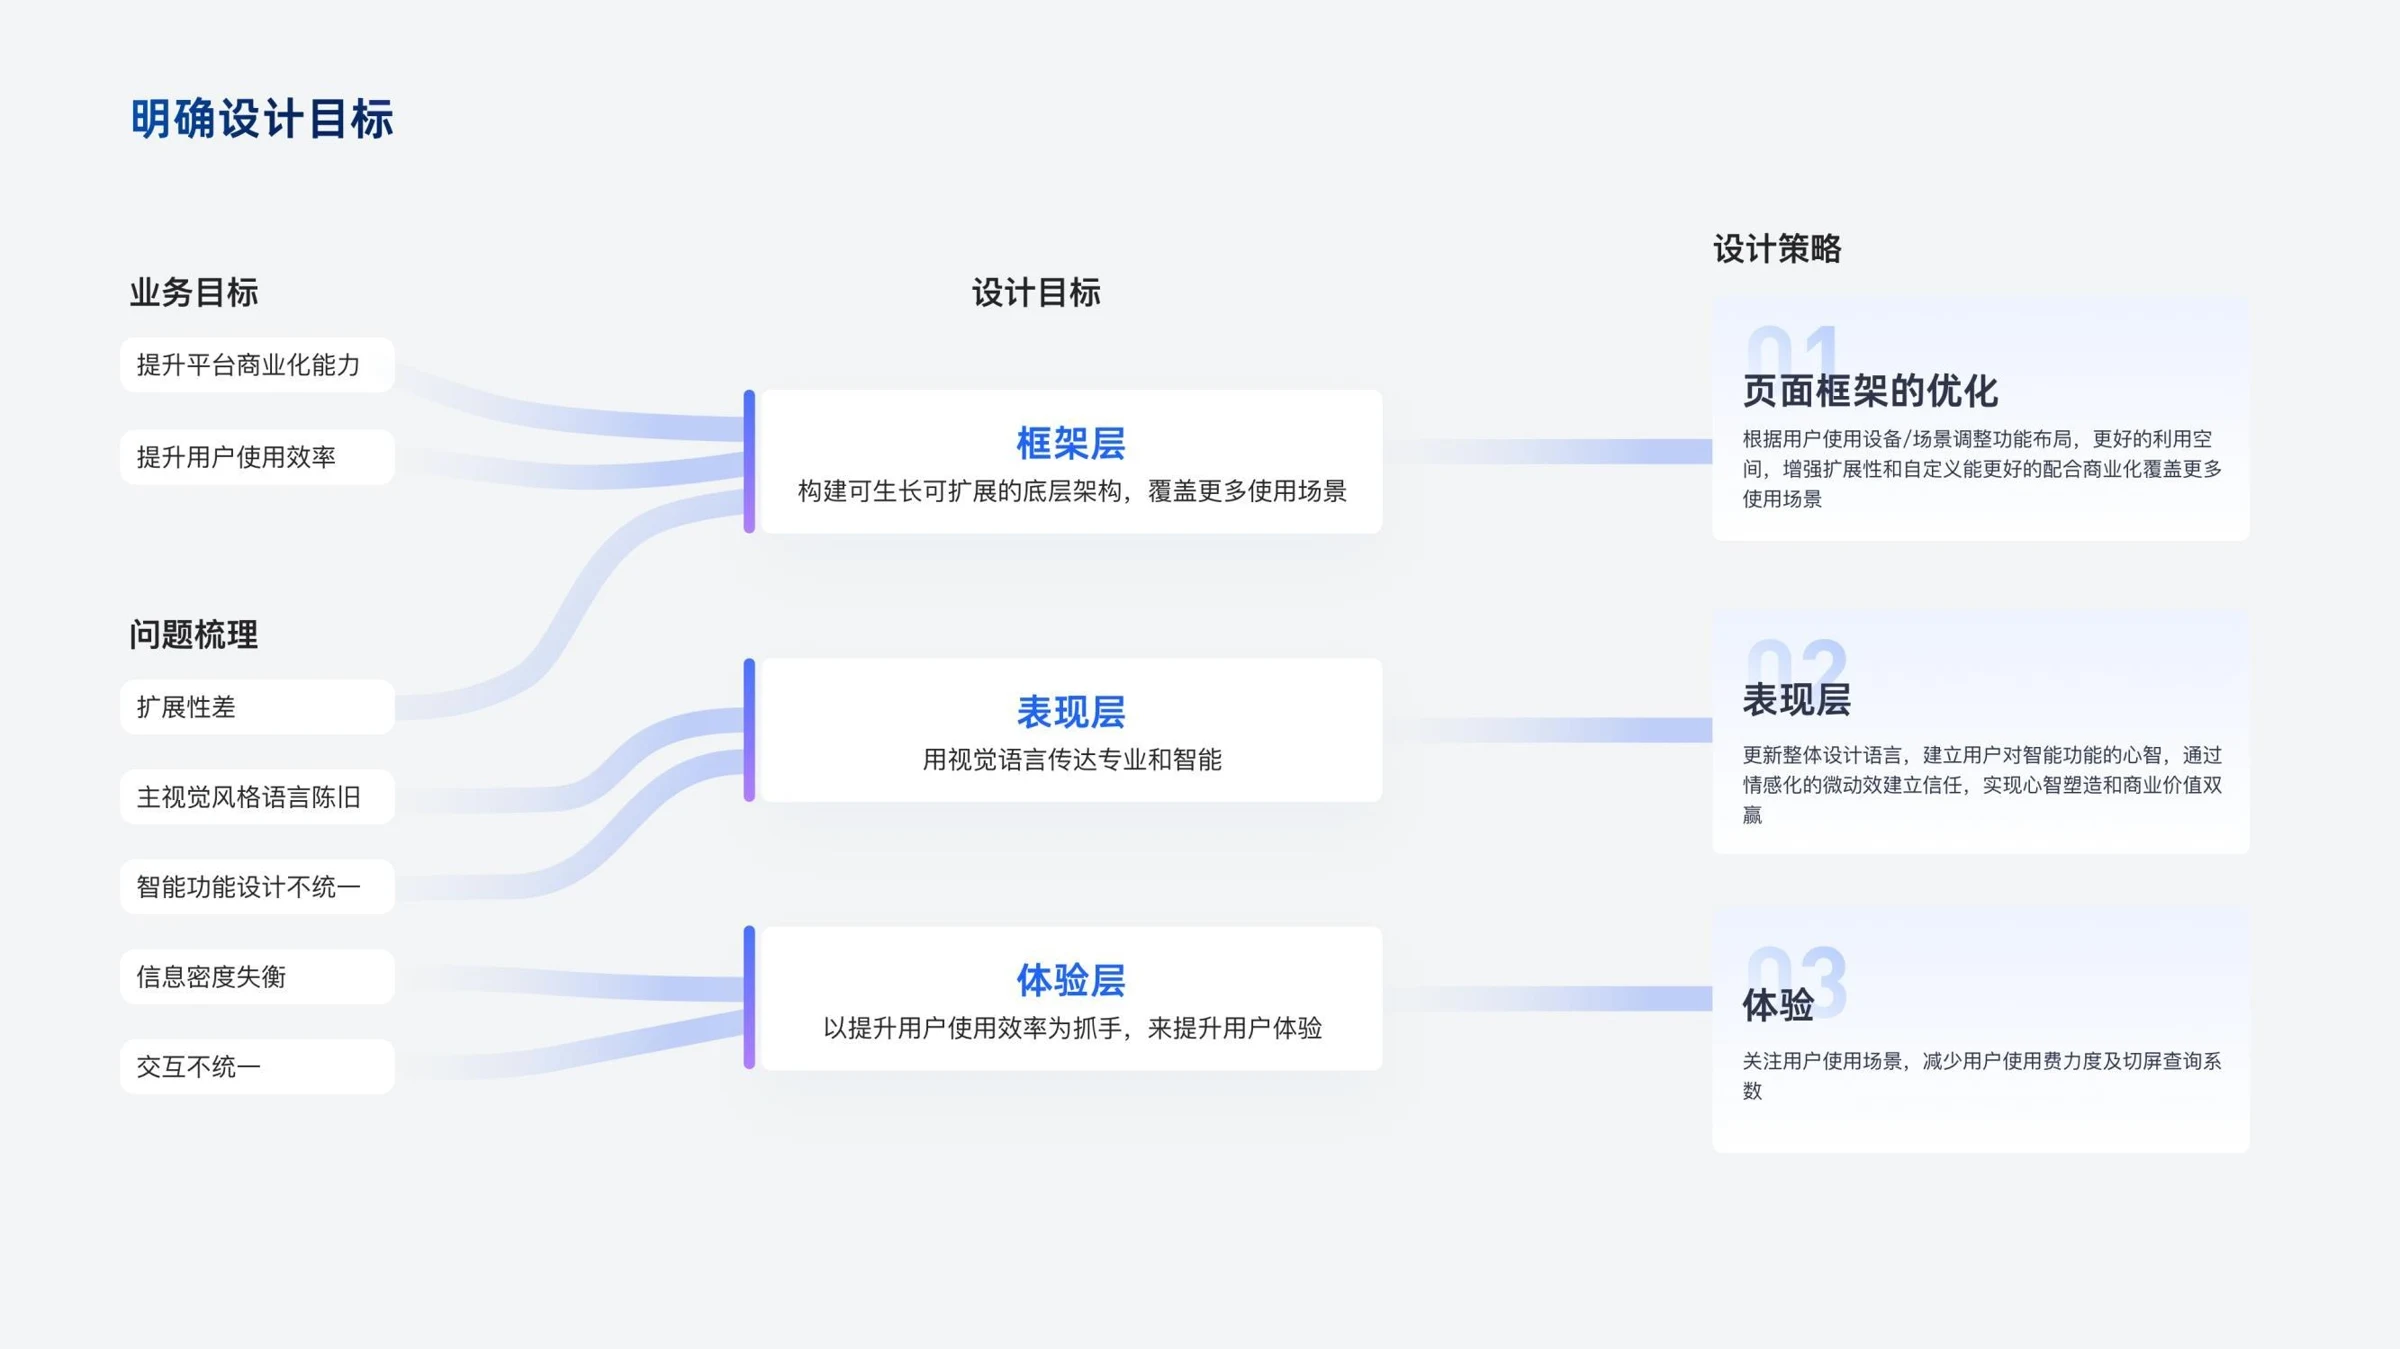 明确设计目标
业务目标
提升平台商业化能力
提升用户使用效率
问题梳理
扩展性差
主视觉风格语言陈旧
智能功能设计不统一
信息密度失衡
交互不统一
设计目标
框架层
构建可生长可扩展的底层架构，覆盖更多使用场景
表现层
用视觉语言传达专业和智能
体验层
以提升用户使用效率为抓手，来提升用户体验
设计策略
01
页面框架的优化
根据用户使用设备/场景调整功能布局，更好的利用空
间，增强扩展性和自定义能更好的配合商业化覆盖更多
使用场景
02
表现层
更新整体设计语言，建立用户对智能功能的心智，通过
情感化的微动效建立信任，实现心智塑造和商业价值双
赢
03
体验
关注用户使用场景，减少用户使用费力度及切屏查询系
数